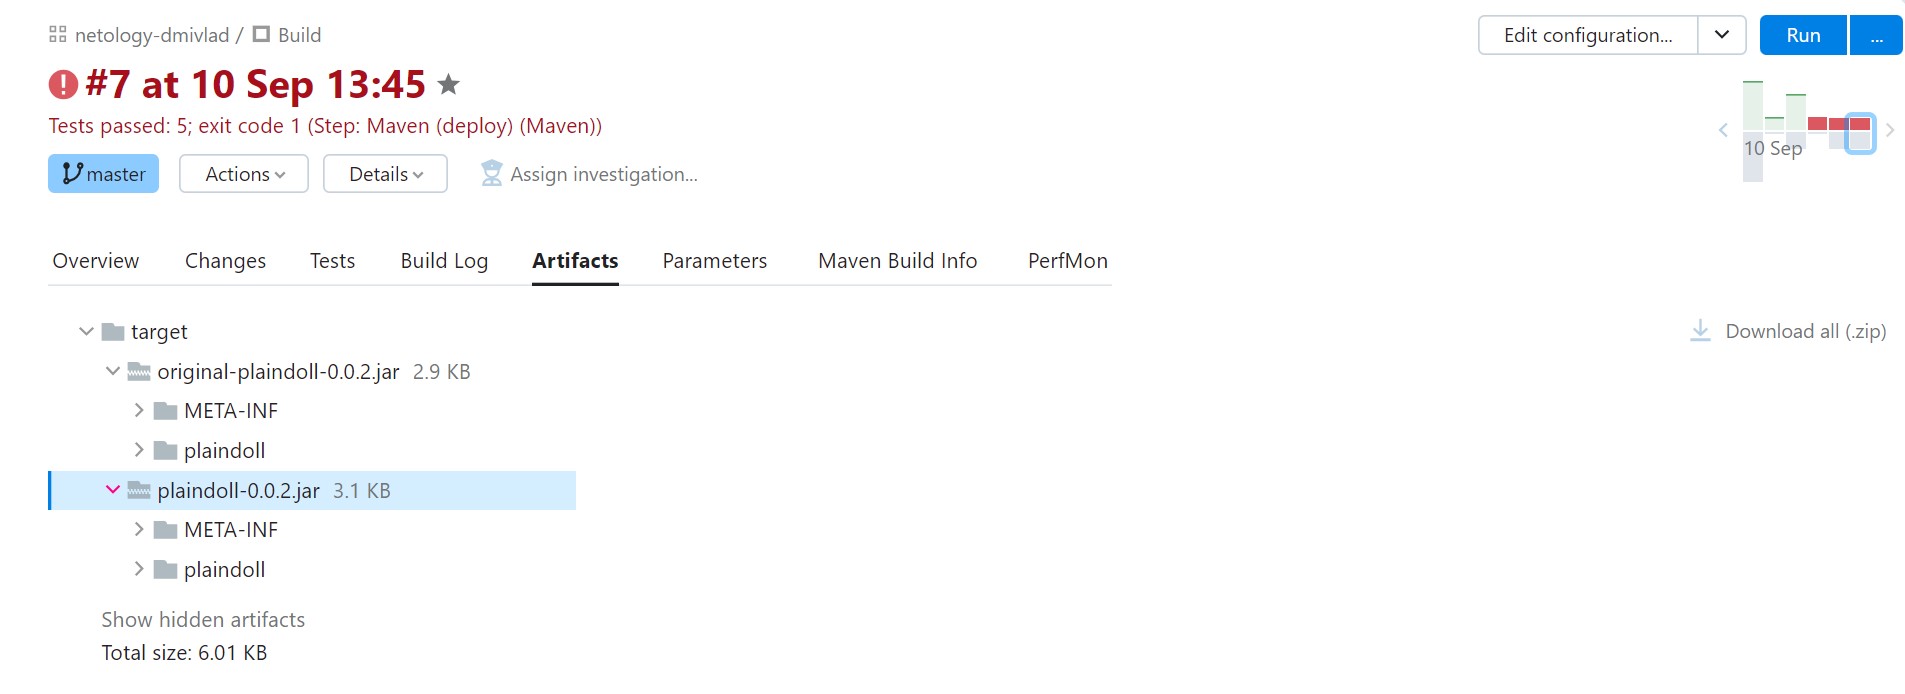 netology-dmivlad / Build
Edit configuration... Run ...
#7 at 10 Sep 13:45
Tests passed: 5; exit code 1 (Step: Maven (deploy) (Maven))
10 Sep
master Actions Details Assign investigation...
Overview Changes Tests Build Log Artifacts Parameters Maven Build Info PerfMon
target
Download all (.zip)
original-plaindoll-0.0.2.jar 2.9 KB
META-INF
plaindoll
plaindoll-0.0.2.jar 3.1 KB
META-INF
plaindoll
Show hidden artifacts
Total size: 6.01 KB